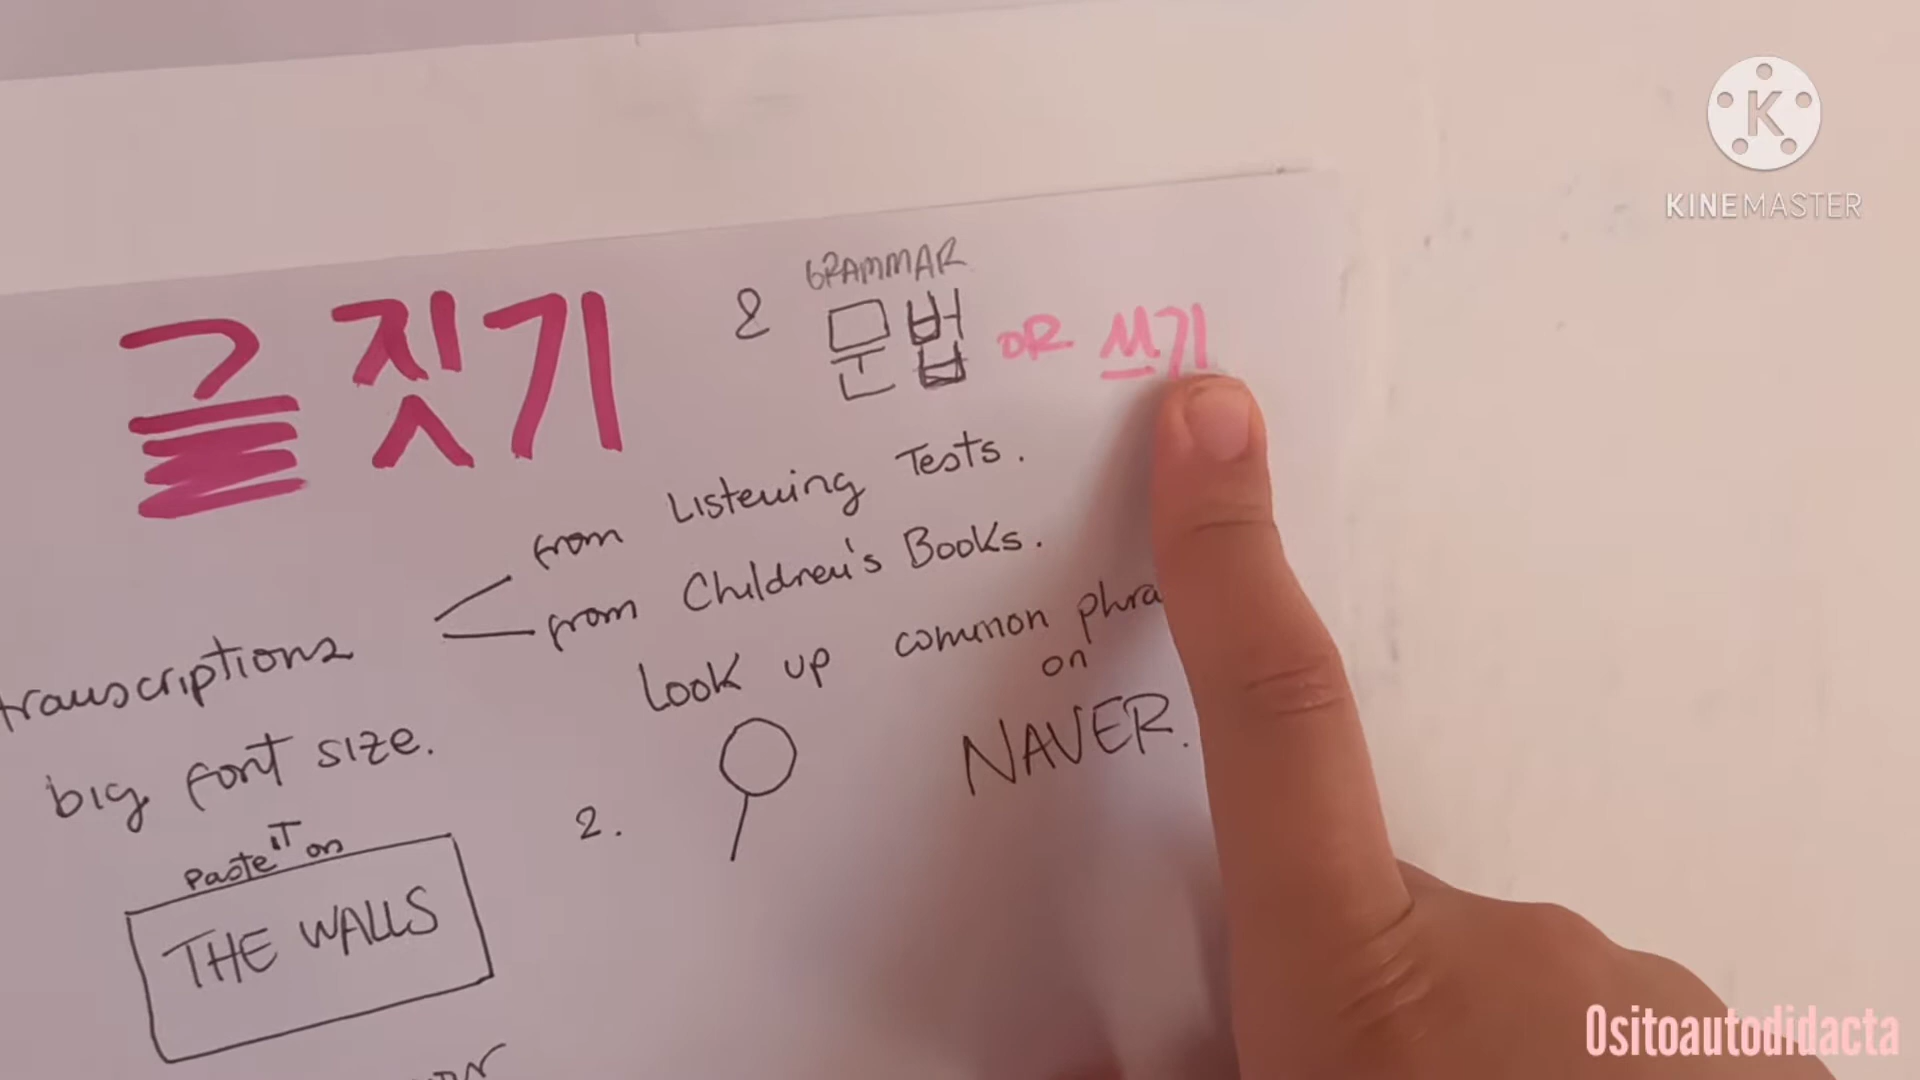 K
KINEMASTER
GRAMMAR
글짓기 & 문법 OR 쓰기
from Listening Tests.
transcriptions from Children's Books.
Look up common phra
on
NAVER.
big font size.
2.
Paste IT on
THE WALLS
Ositoautodidacta